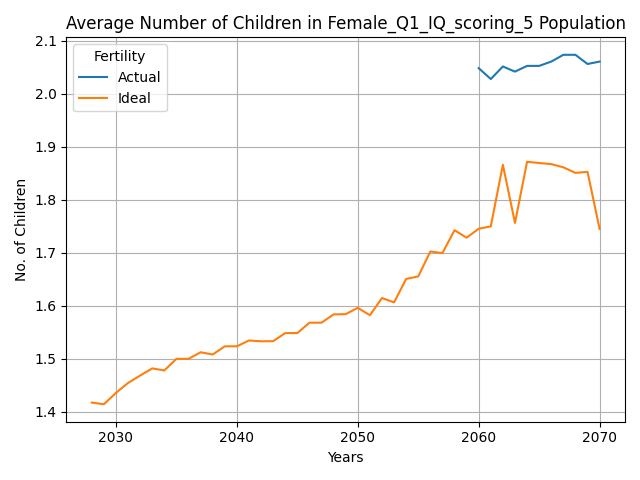 Average Number of Children in Female_Q1_IQ_scoring_5 Population
2.1
2.0
1.9
1.8
1.7
1.6
1.5
1.4
No. of Children
Fertility
Actual
Ideal
2030
2040
2050
2060
2070
Years